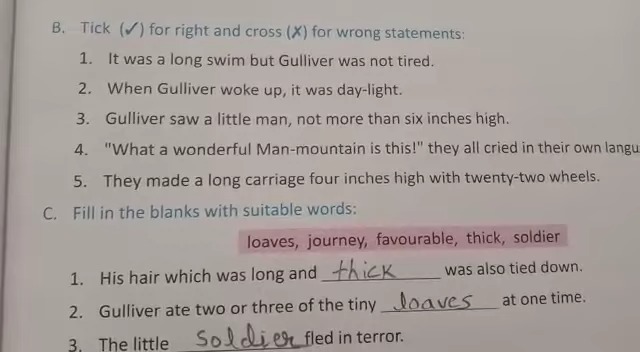 B. Tick (✓) for right and cross (✗) for wrong statements:
1. It was a long swim but Gulliver was not tired.
2. When Gulliver woke up, it was day-light.
3. Gulliver saw a little man, not more than six inches high.
4. "What a wonderful Man-mountain is this!" they all cried in their own langu
5. They made a long carriage four inches high with twenty-two wheels.
C. Fill in the blanks with suitable words:
loaves, journey, favourable, thick, soldier
1. His hair which was long and thick was also tied down.
2. Gulliver ate two or three of the tiny loaves at one time.
3. The little soldier fled in terror.